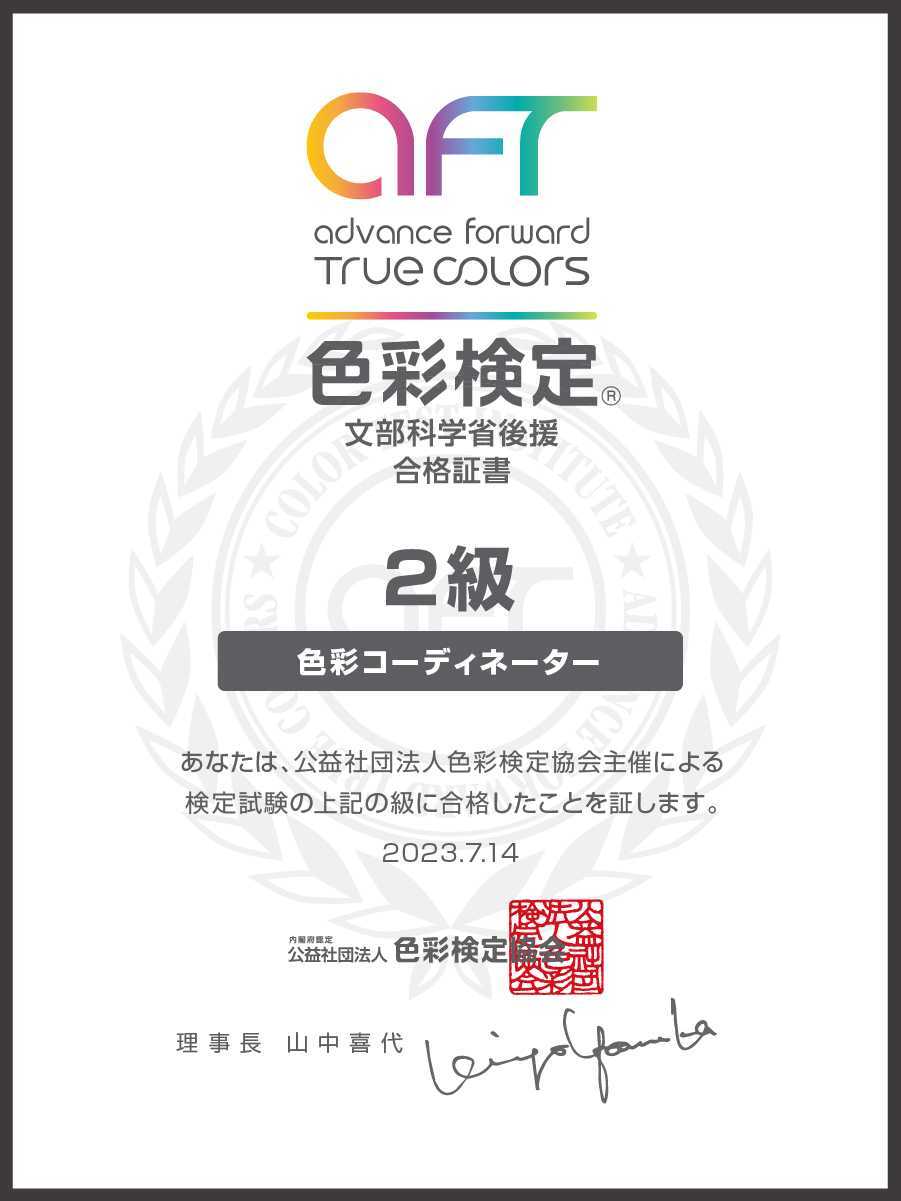 aFT
advance forward
True COLOrS
色彩検定®
文部科学省後援
合格証書
2級
色彩コーディネーター
あなたは、公益社団法人色彩検定協会主催による
検定試験の上記の級に合格したことを証します。
2023.7.14
内閣府認定
公益社団法人 色彩検定協会
理事長 山中喜代